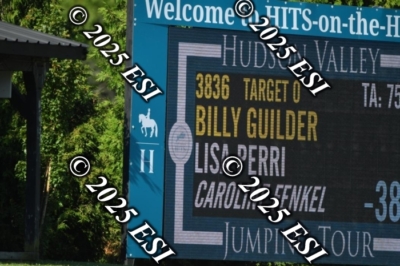 Welcome HITS-on-the-H
HUDSON VALLEY
3836 TARGET 0 TA: 75
BILLY GUILDER
LISA PERRI
CAROLINE FENKEL -38
H
JUMPING TOUR
© 2025 ESI
© 2025 ESI
© 2025 ESI
© 2025 ESI
© 2025 ESI
© 2025 ESI